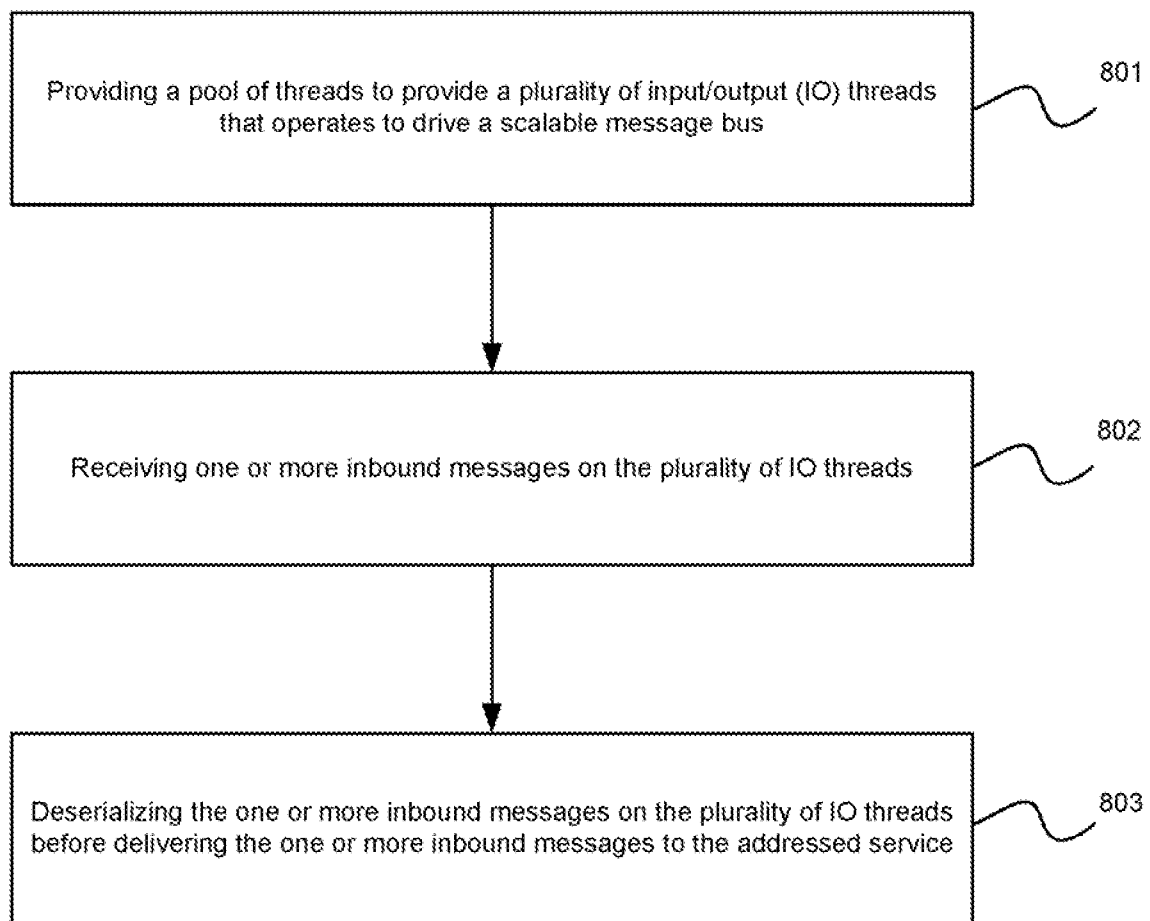 Providing a pool of threads to provide a plurality of input/output (IO) threads
that operates to drive a scalable message bus
801
Receiving one or more inbound messages on the plurality of IO threads
802
Deserializing the one or more inbound messages on the plurality of IO threads
before delivering the one or more inbound messages to the addressed service
803